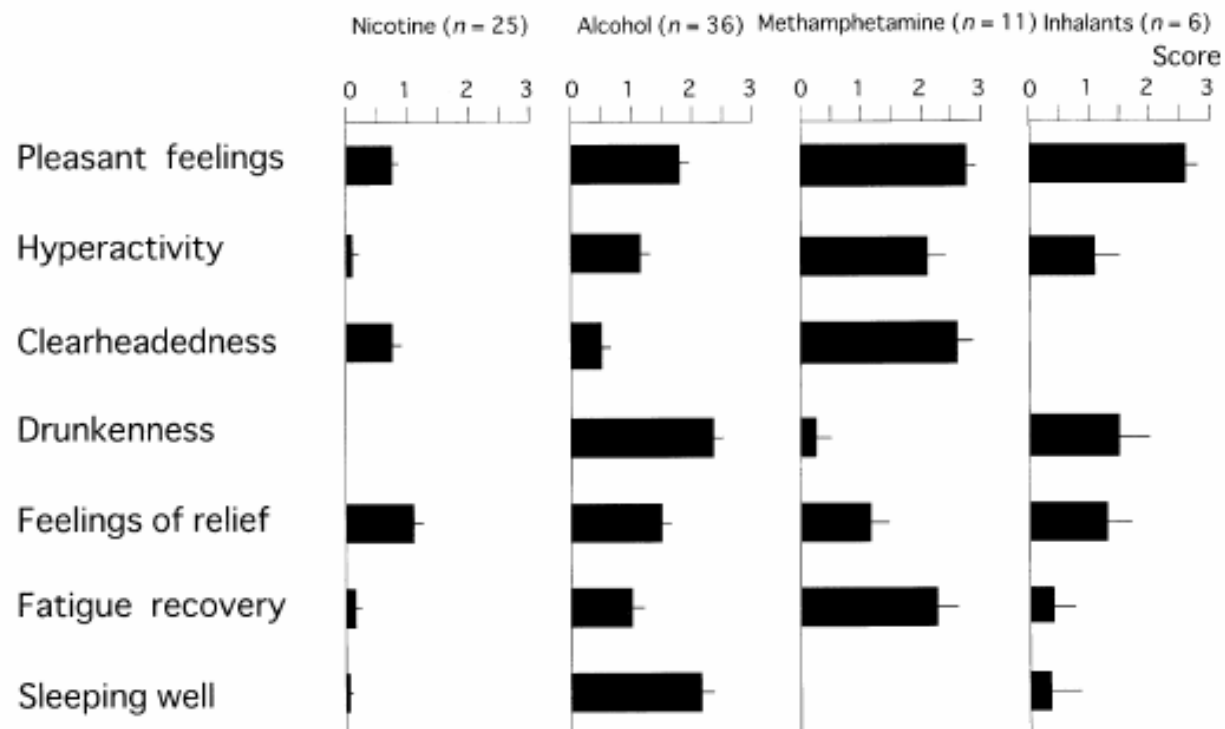 Nicotine (n = 25) Alcohol (n = 36) Methamphetamine (n = 11) Inhalants (n = 6)
Score
0 1 2 3 0 1 2 3 0 1 2 3 0 1 2 3
Pleasant feelings
Hyperactivity
Clearheadedness
Drunkenness
Feelings of relief
Fatigue recovery
Sleeping well